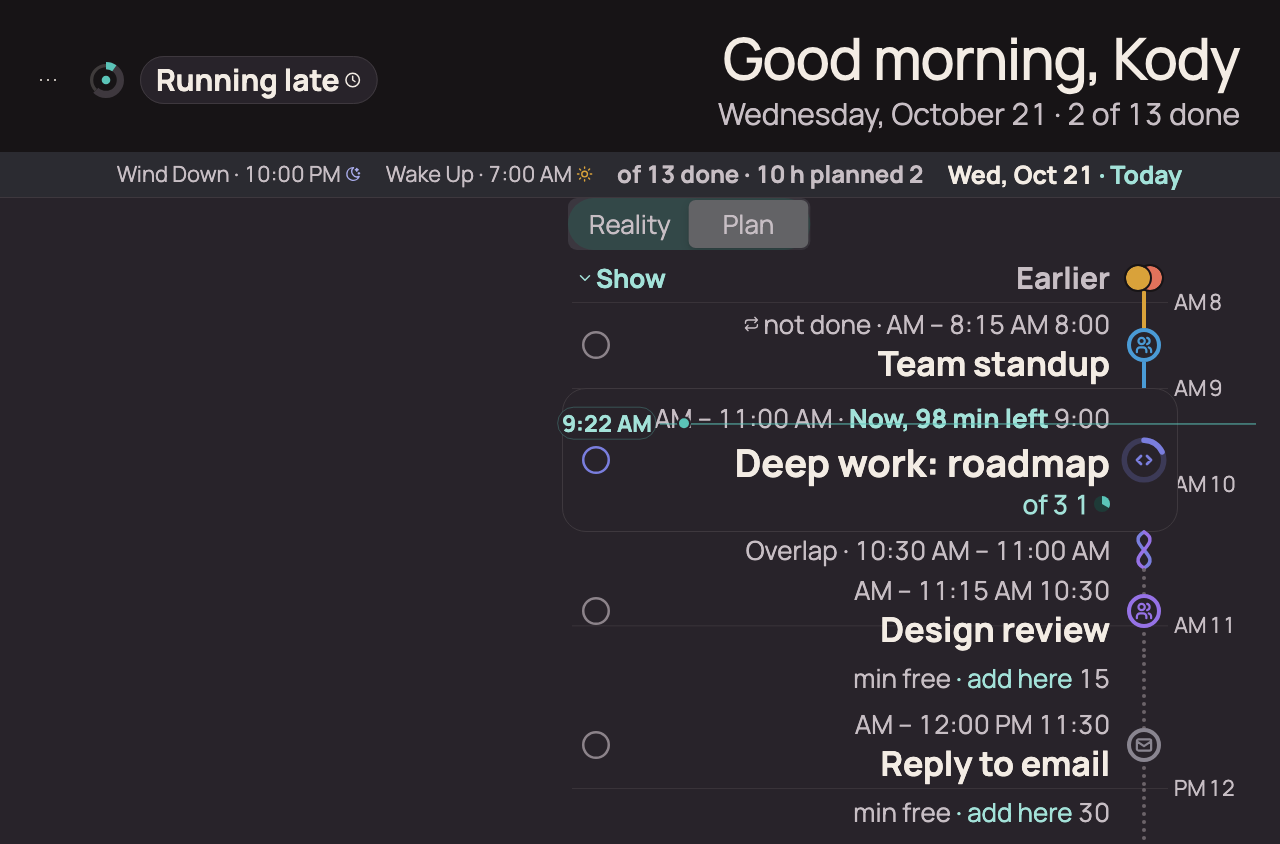 Good morning, Kody
Running late
Wednesday, October 21 · 2 of 13 done
Wind Down · 10:00 PM Wake Up · 7:00 AM of 13 done · 10 h planned 2 Wed, Oct 21 · Today
Reality Plan
Show Earlier
AM 8
not done · AM – 8:15 AM 8:00
Team standup
AM 9
9:22 AM AM – 11:00 AM · Now, 98 min left 9:00
Deep work: roadmap
AM 10
of 3 1
Overlap · 10:30 AM – 11:00 AM
AM – 11:15 AM 10:30
Design review
AM 11
min free · add here 15
AM – 12:00 PM 11:30
Reply to email
PM 12
min free · add here 30